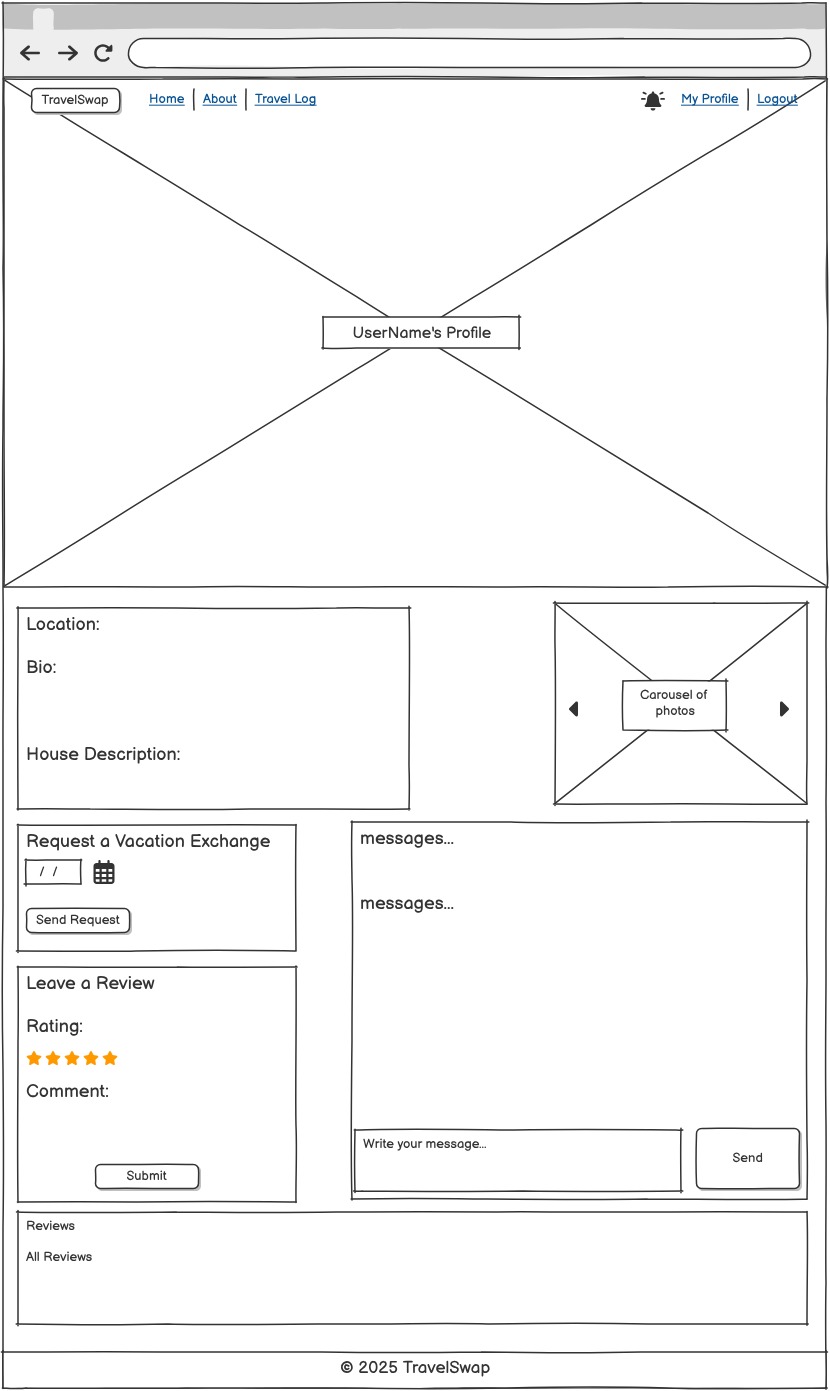 TravelSwap Home About Travel Log My Profile Logout
UserName's Profile
Location:
Bio:
House Description:
Carousel of
photos
Request a Vacation Exchange
/ /
Send Request
Leave a Review
Rating:
Comment:
Submit
messages...
messages...
Write your message...
Send
Reviews
All Reviews
© 2025 TravelSwap